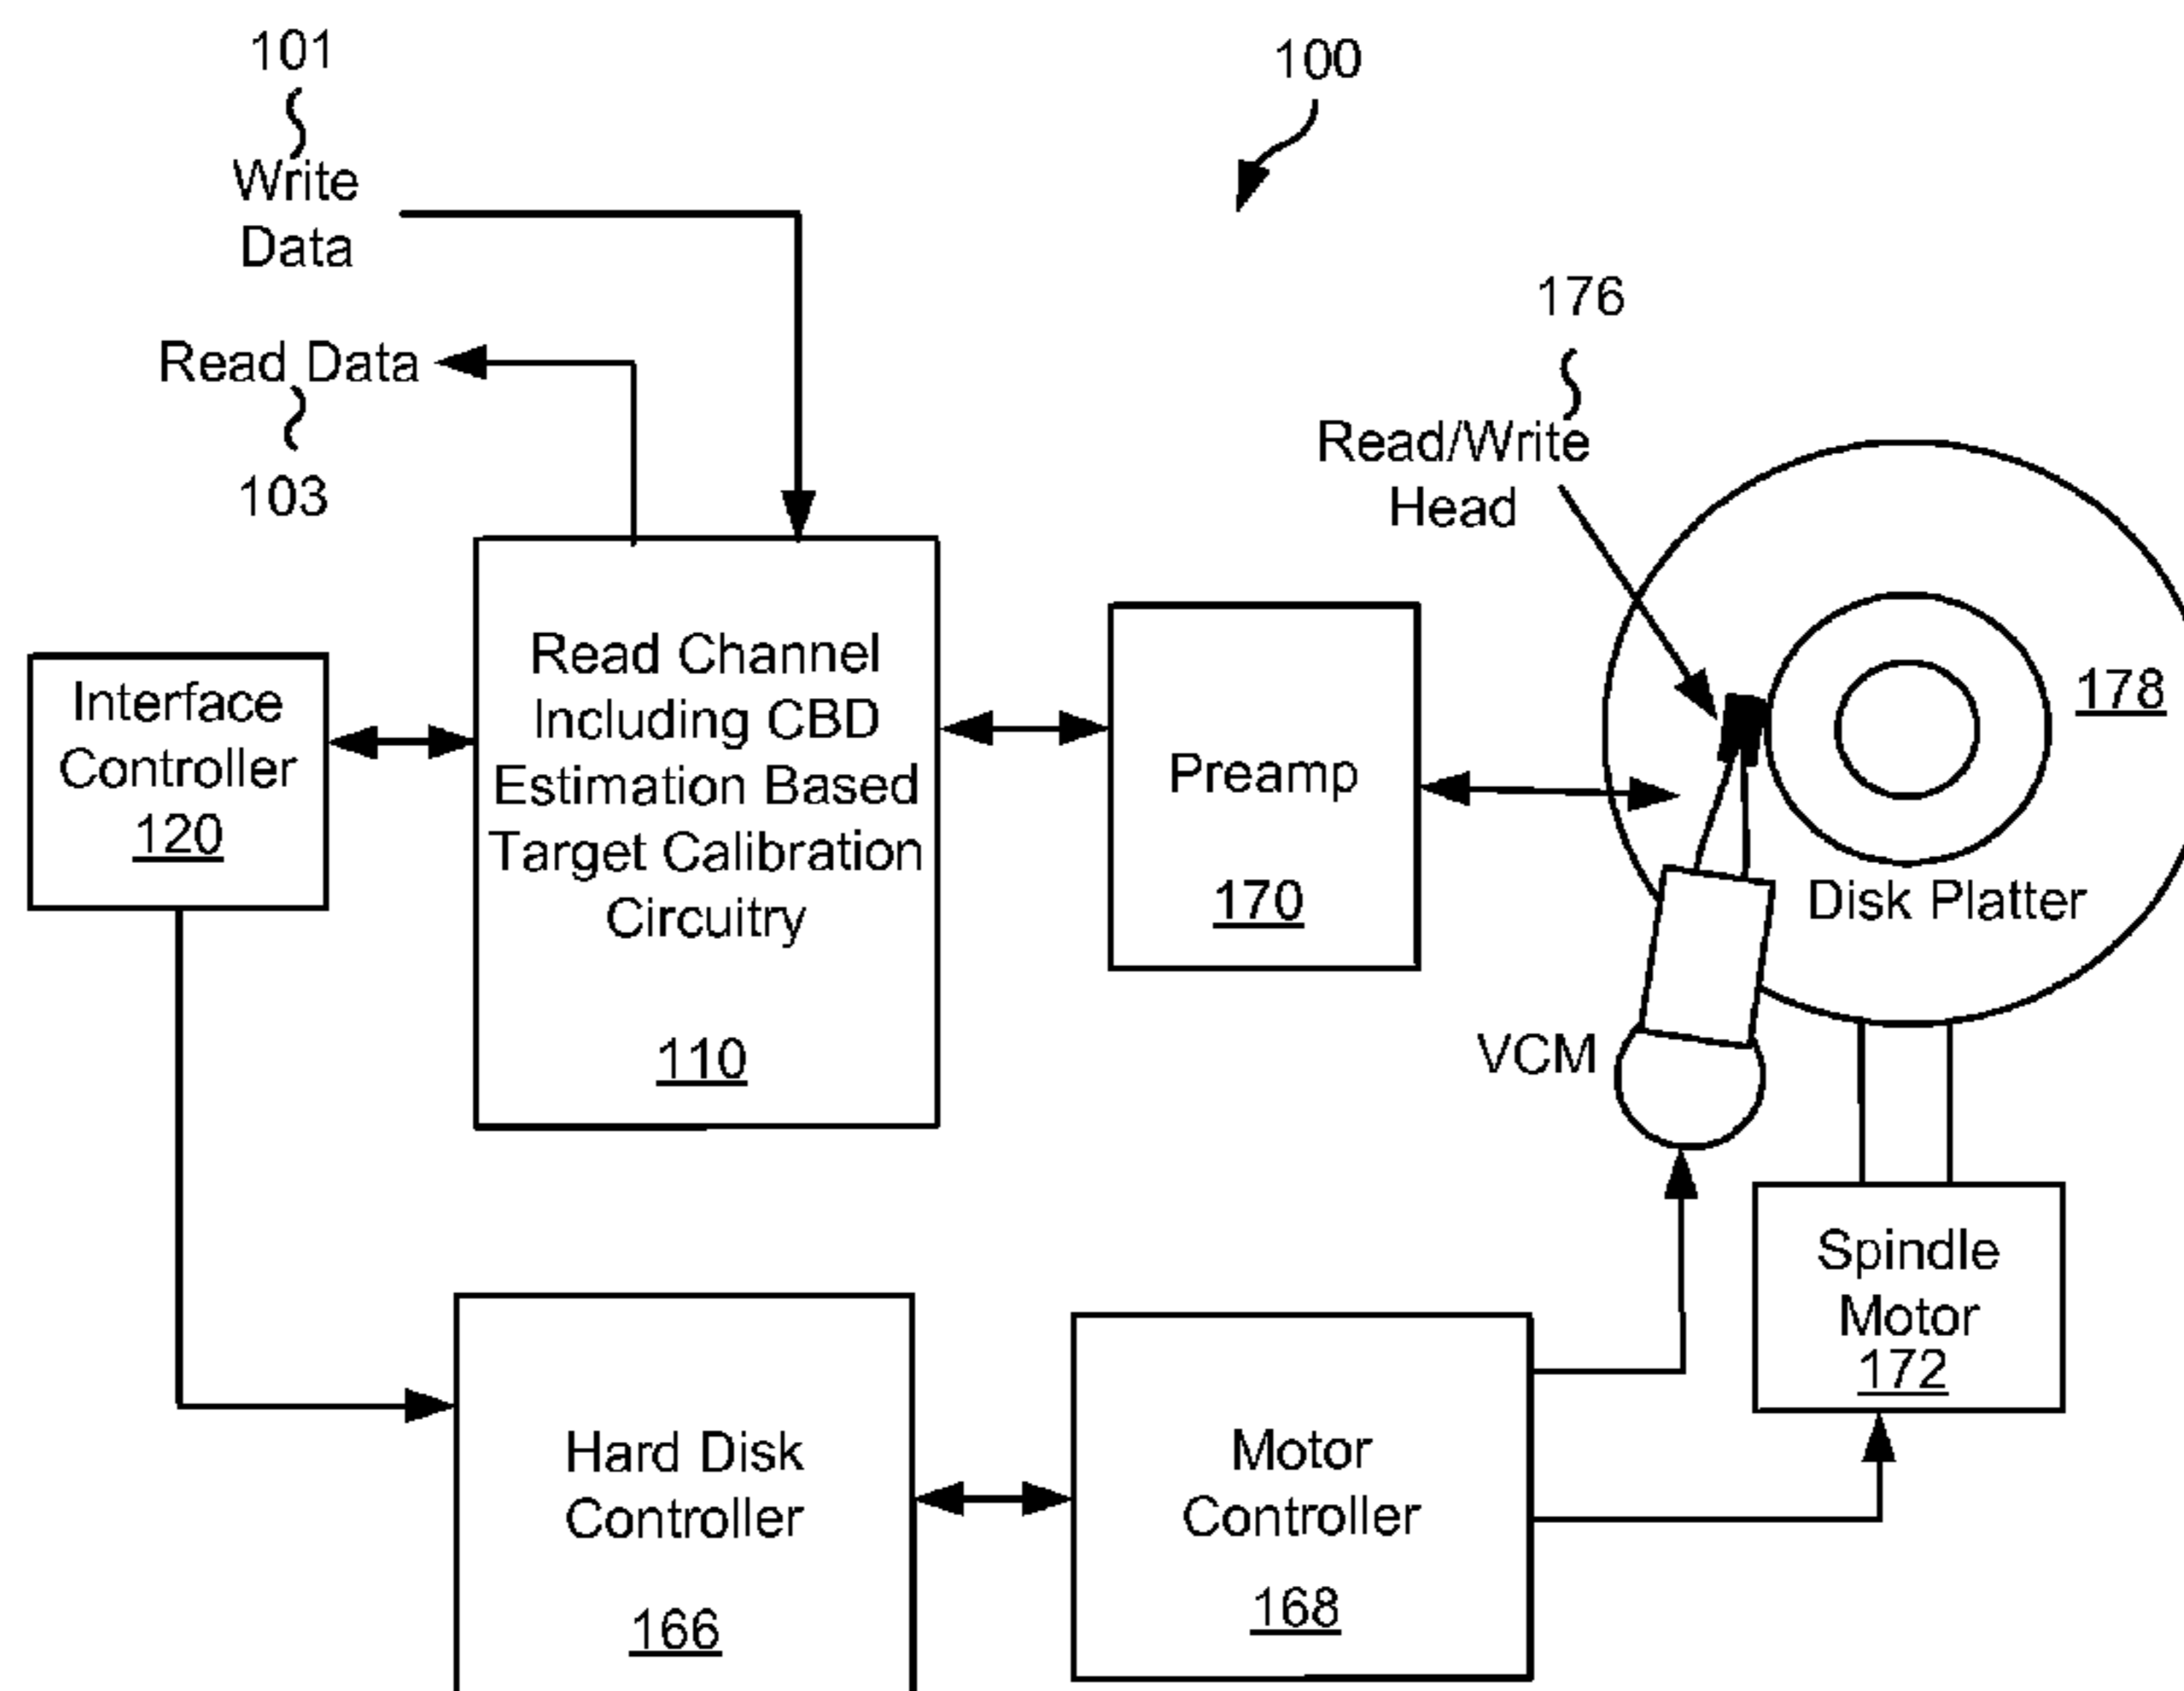 101
100
Write
Data
176
Read Data
Read/Write
Head
103
Read Channel
Including CBD
Estimation Based
Target Calibration
Circuitry
110
Interface
Controller
120
Preamp
170
178
Disk Platter
VCM
Spindle
Motor
172
Hard Disk
Controller
166
Motor
Controller
168